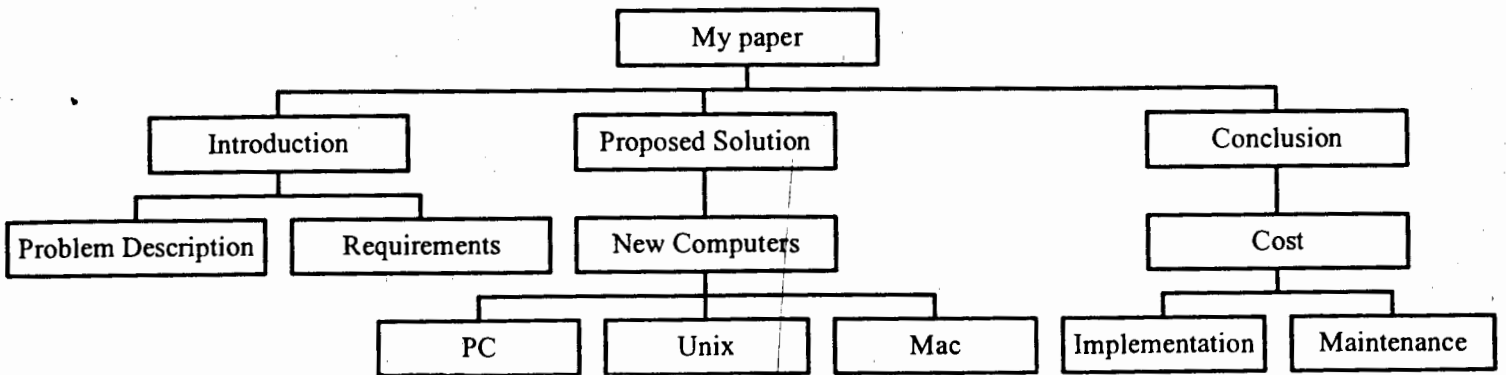 My paper
Introduction
Proposed Solution
Conclusion
Problem Description
Requirements
New Computers
Cost
PC
Unix
Mac
Implementation
Maintenance